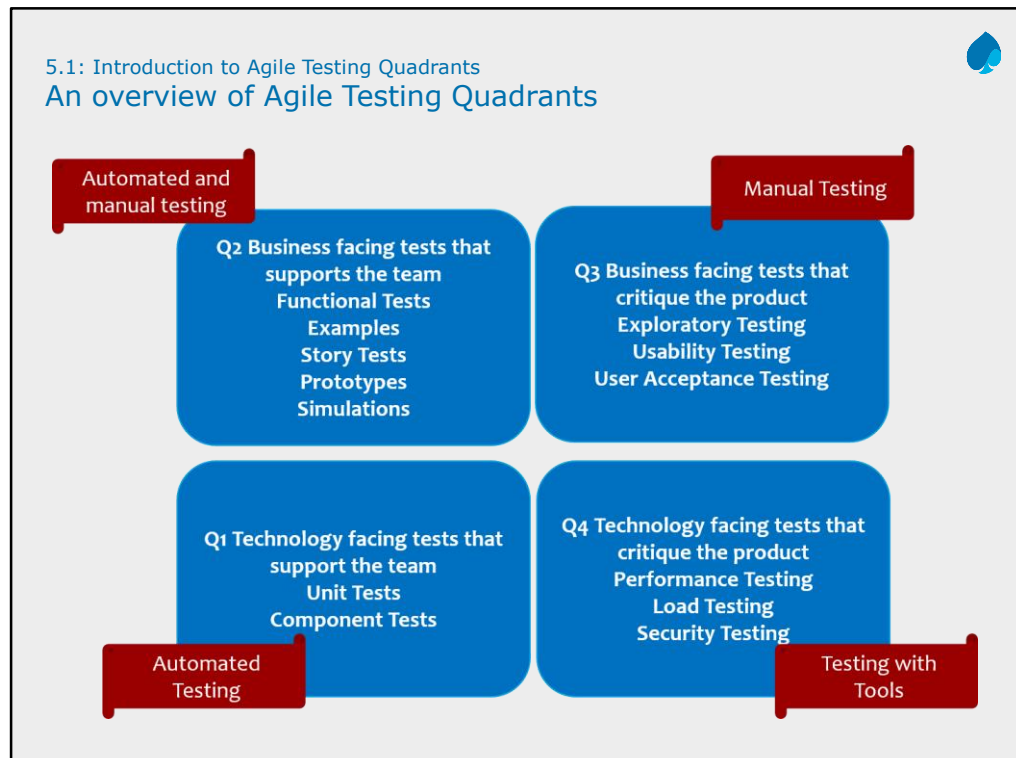 5.1: Introduction to Agile Testing Quadrants
An overview of Agile Testing Quadrants
Automated and
manual testing
Manual Testing
Q2 Business facing tests that
supports the team
Functional Tests
Examples
Story Tests
Prototypes
Simulations
Q3 Business facing tests that
critique the product
Exploratory Testing
Usability Testing
User Acceptance Testing
Q1 Technology facing tests that
support the team
Unit Tests
Component Tests
Q4 Technology facing tests that
critique the product
Performance Testing
Load Testing
Security Testing
Automated
Testing
Testing with
Tools